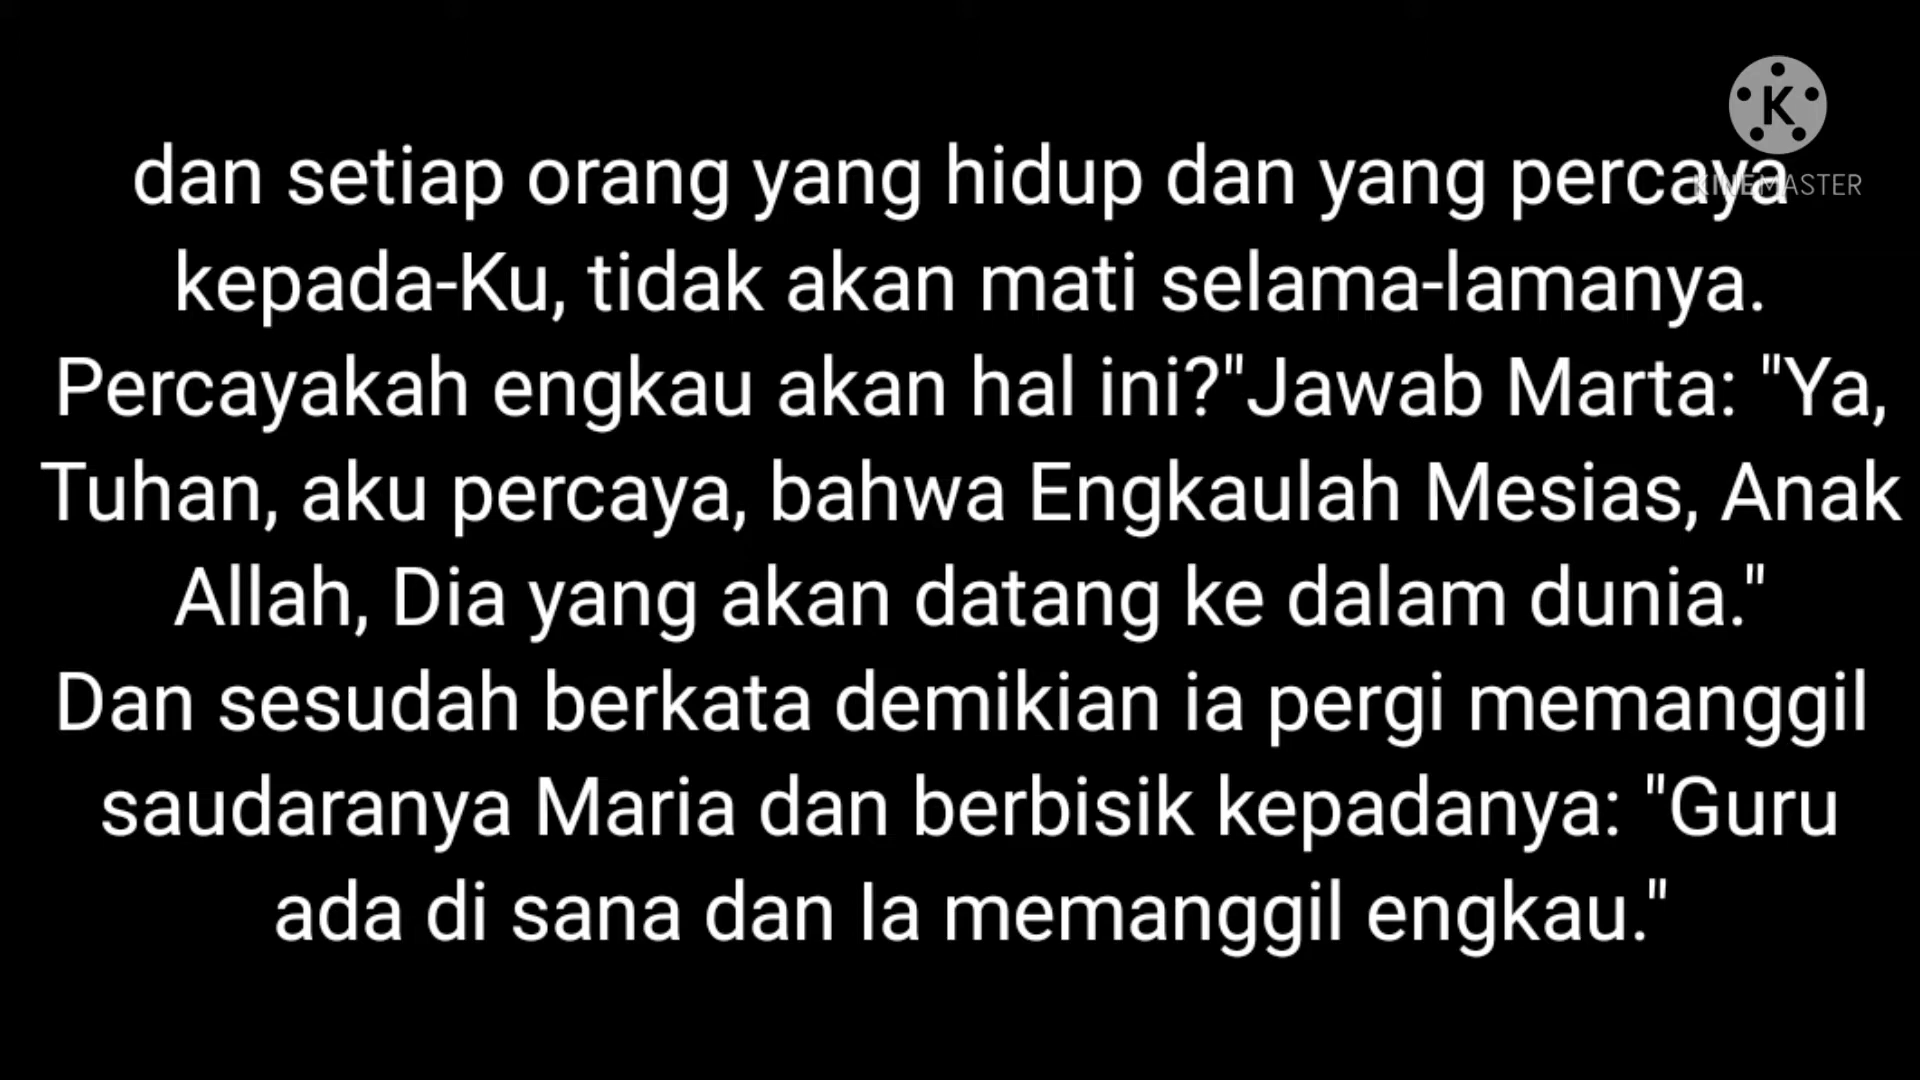 K
KINEMASTER
dan setiap orang yang hidup dan yang percaya
kepada-Ku, tidak akan mati selama-lamanya.
Percayakah engkau akan hal ini?"Jawab Marta: "Ya,
Tuhan, aku percaya, bahwa Engkaulah Mesias, Anak
Allah, Dia yang akan datang ke dalam dunia."
Dan sesudah berkata demikian ia pergi memanggil
saudaranya Maria dan berbisik kepadanya: "Guru
ada di sana dan Ia memanggil engkau."